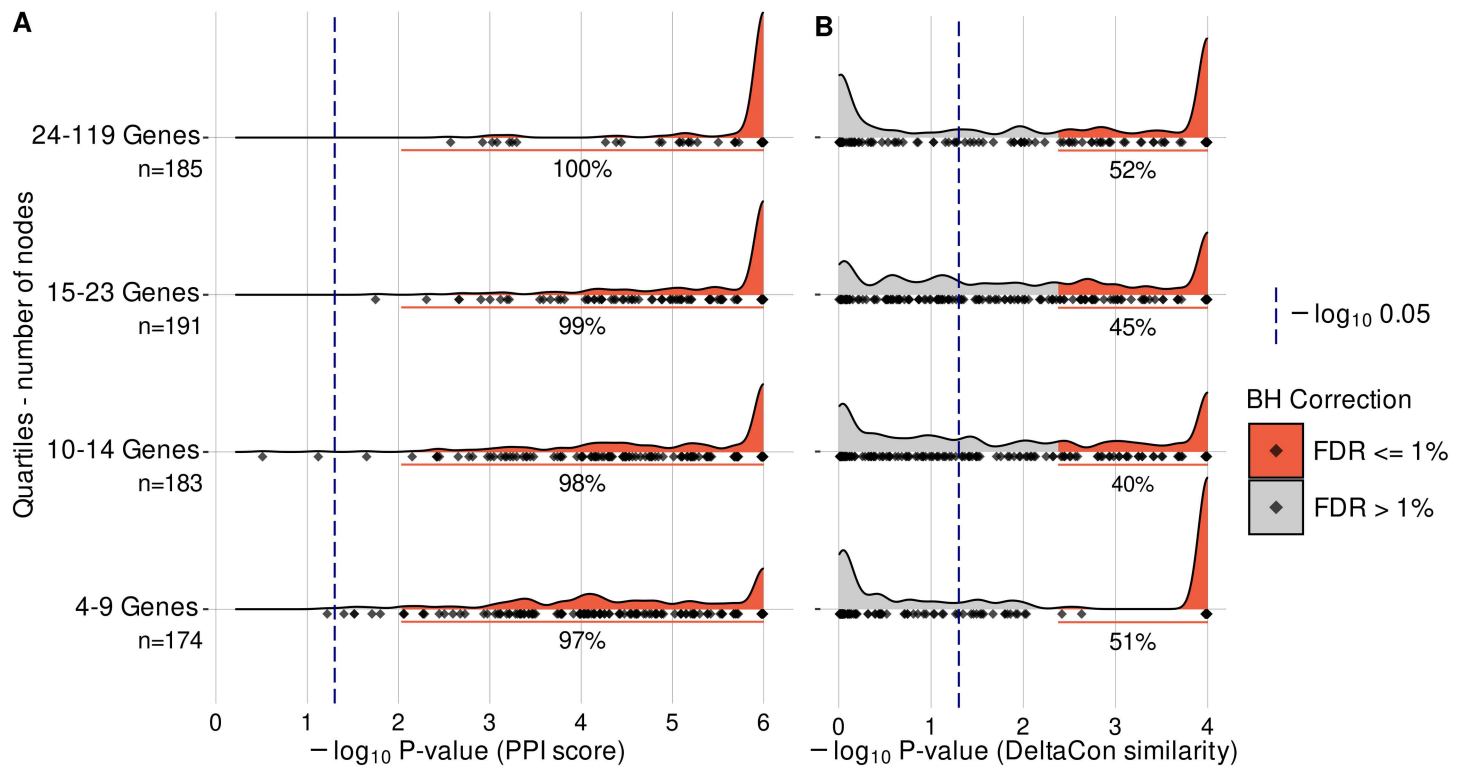 A
B
Quartiles - number of nodes
24-119 Genes
n=185
100%
52%
15-23 Genes
n=191
99%
45%
10-14 Genes
n=183
98%
40%
4-9 Genes
n=174
97%
51%
0 1 2 3 4 5 6
0 1 2 3 4
−log₁₀ P-value (PPI score)
−log₁₀ P-value (DeltaCon similarity)
−log₁₀ 0.05
BH Correction
FDR <= 1%
FDR > 1%